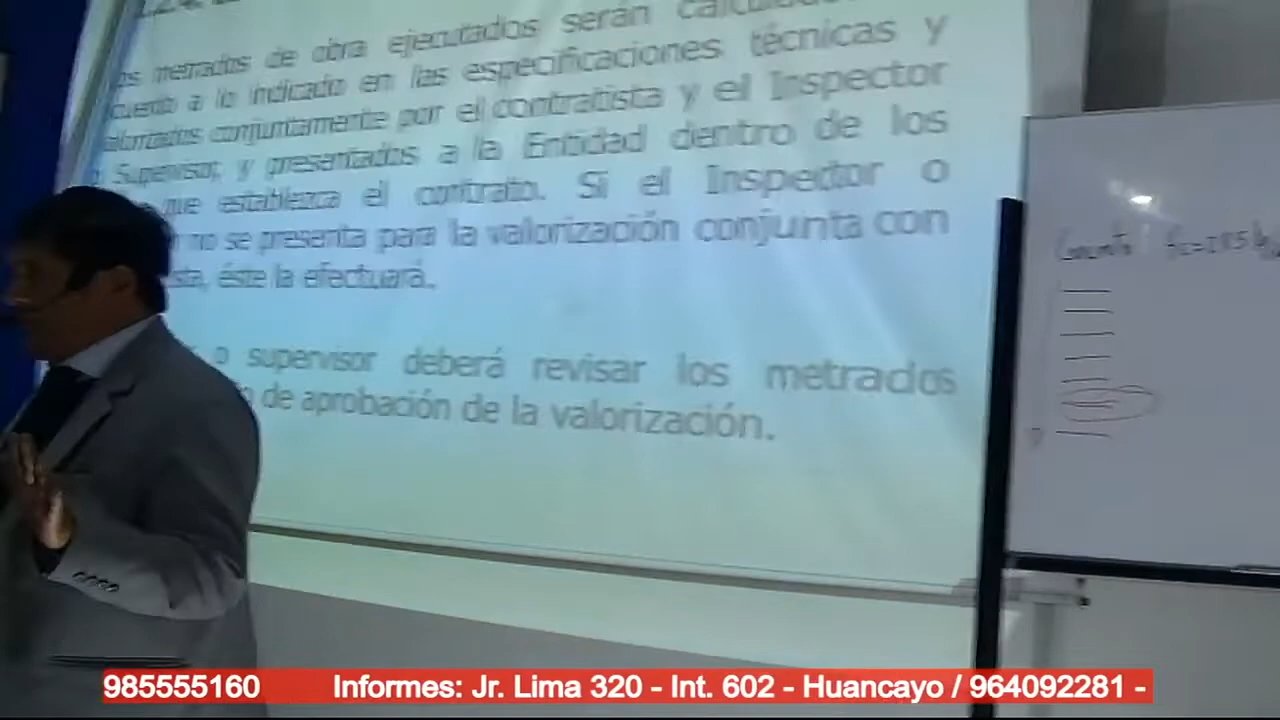 metrados de obra ejecutados serán
a lo indicado en las especificaciones técnicas y
conjuntamente por el contratista y el Inspector
Supervisor, y presentados a la Entidad dentro de los
que establezca el contrato. Si el Inspector o
no se presenta para la valorización conjunta con
éste la efectuará.
o supervisor deberá revisar los metrados
de aprobación de la valorización.
Concreto
985555160 Informes: Jr. Lima 320 - Int. 602 - Huancayo / 964092281 -